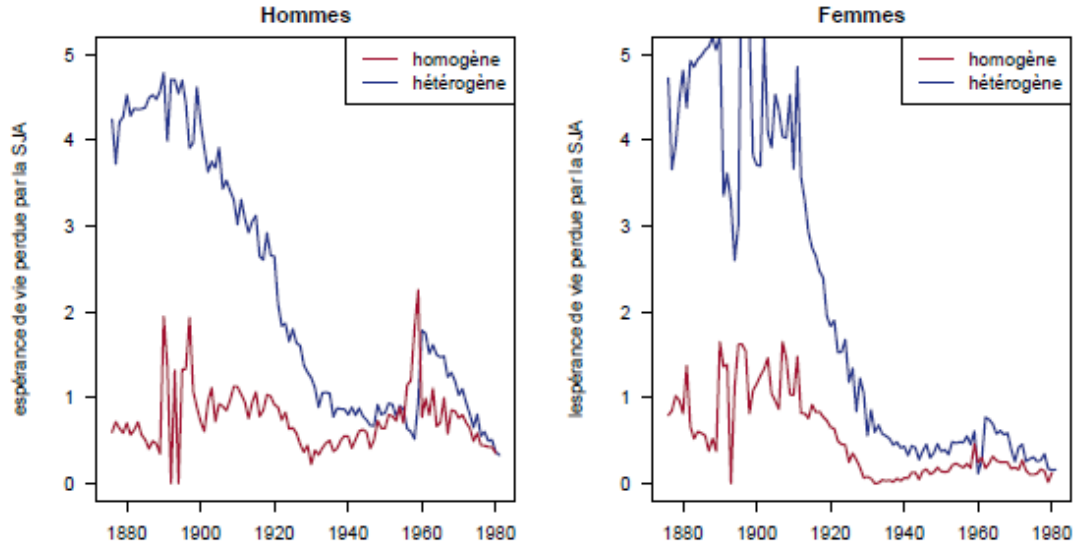 Hommes
espérance de vie perdue par la SJA
5
4
3
2
1
0
homogène
hétérogène
1880 1900 1920 1940 1960 1980
Femmes
lespérance de vie perdue par la SJA
5
4
3
2
1
0
homogène
hétérogène
1880 1900 1920 1940 1960 1980